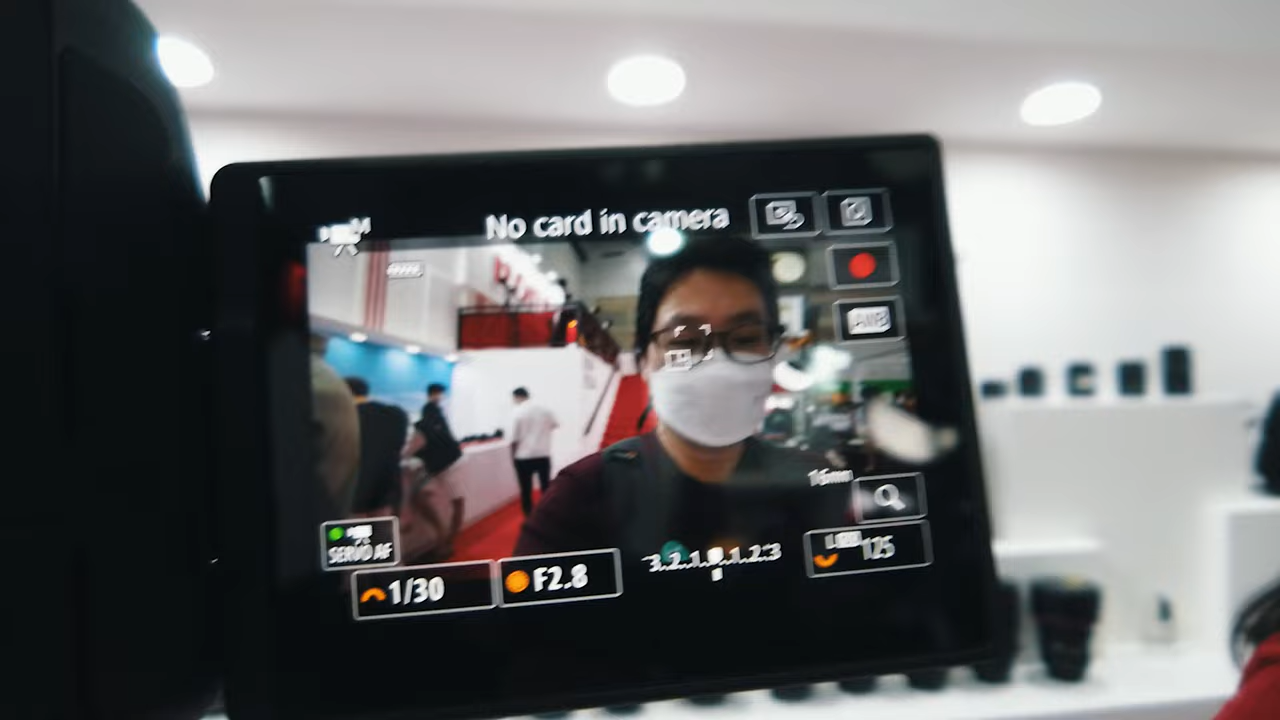 No card in camera
AWB
16mm
SERVO AF
1/30
F2.8
3..2..1..0..1..2..3
125